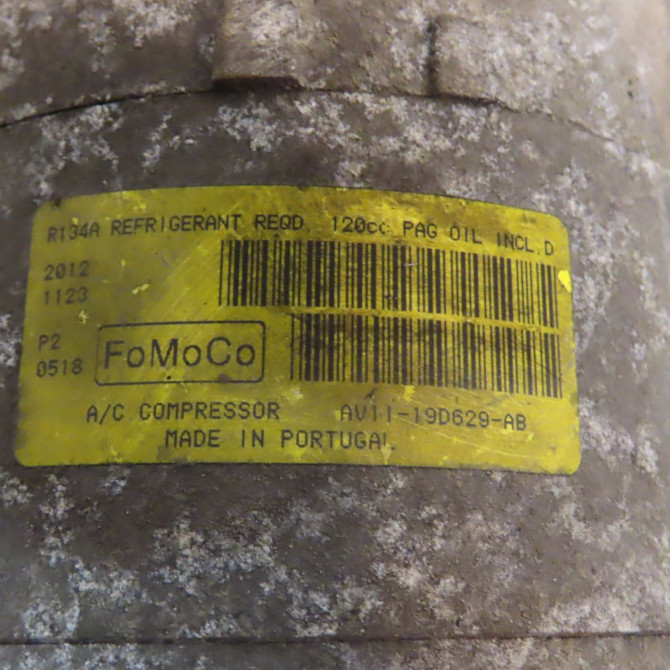 R134A REFRIGERANT REQD. 120cc PAG OIL INCL.D
2012
1123
P2
0518
FoMoCo
A/C COMPRESSOR AV11-19D629-AB
MADE IN PORTUGAL